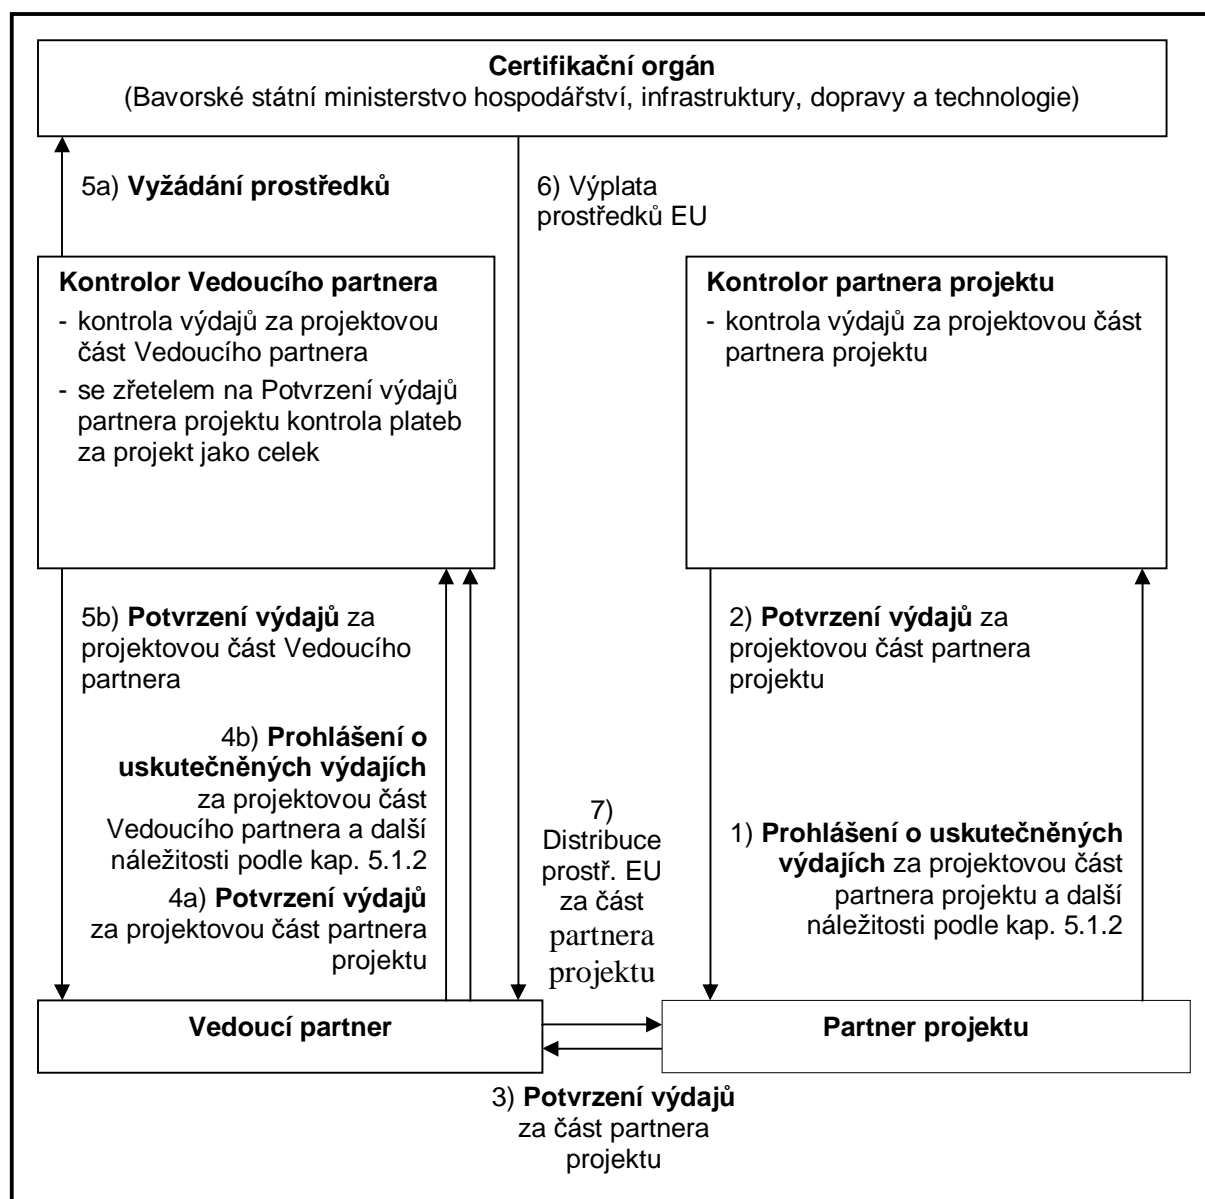 Certifikační orgán
(Bavorské státní ministerstvo hospodářství, infrastruktury, dopravy a technologie)
5a) Vyžádání prostředků
6) Výplata
prostředků EU
Kontrolor Vedoucího partnera
- kontrola výdajů za projektovou
část Vedoucího partnera
- se zřetelem na Potvrzení výdajů
partnera projektu kontrola plateb
za projekt jako celek
Kontrolor partnera projektu
- kontrola výdajů za projektovou část
partnera projektu
5b) Potvrzení výdajů za
projektovou část Vedoucího
partnera
2) Potvrzení výdajů za
projektovou část partnera
projektu
4b) Prohlášení o
uskutečněných výdajích
za projektovou část
Vedoucího partnera a další
náležitosti podle kap. 5.1.2
4a) Potvrzení výdajů
za projektovou část partnera
projektu
7)
Distribuce
prostř. EU
za část
partnera
projektu
1) Prohlášení o uskutečněných
výdajích za projektovou část
partnera projektu a další
náležitosti podle kap. 5.1.2
Vedoucí partner
Partner projektu
3) Potvrzení výdajů
za část partnera
projektu